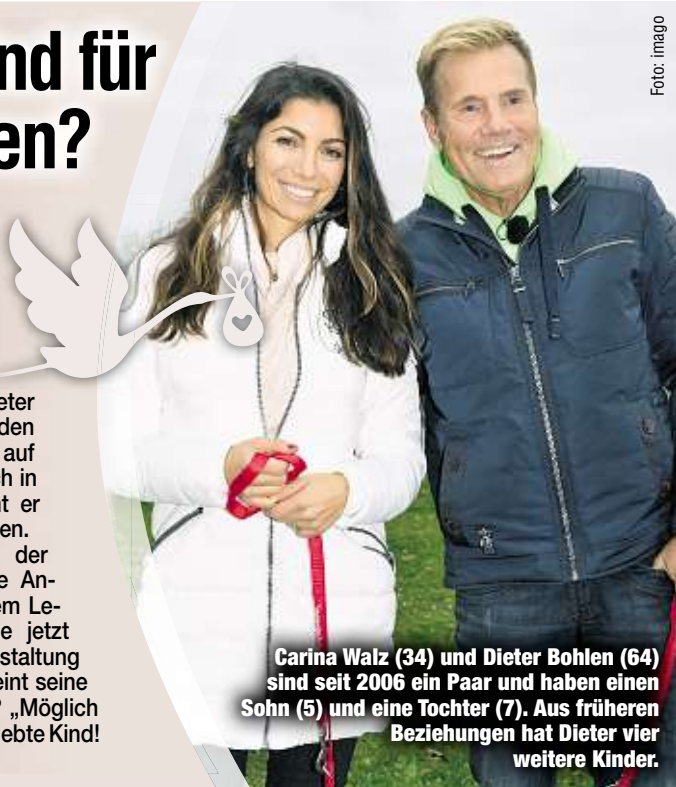 nd für
en?
Foto: imago
eter
den
auf
h in
t er
en.
der
e An-
em Le-
e jetzt
staltung
eint seine
? „Möglich
ebte Kind!
Carina Walz (34) und Dieter Bohlen (64)
sind seit 2006 ein Paar und haben einen
Sohn (5) und eine Tochter (7). Aus früheren
Beziehungen hat Dieter vier
weitere Kinder.